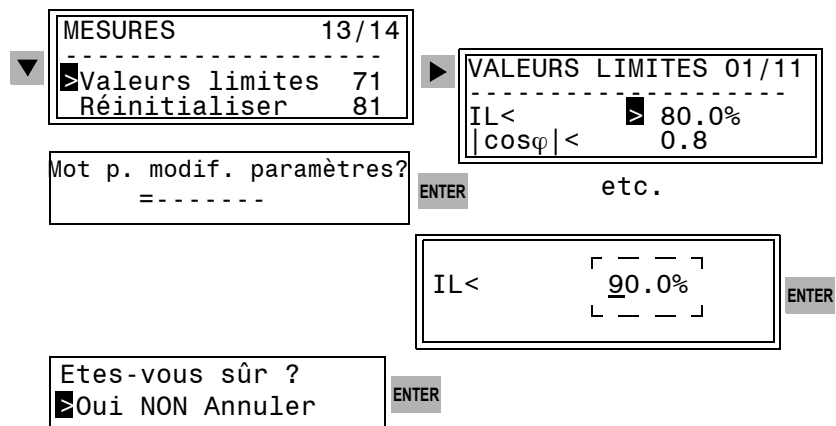 MESURES 13/14
---------------------
>Valeurs limites 71
Réinitialiser 81
VALEURS LIMITES 01/11
--------------------
IL< > 80.0%
|cosφ|< 0.8
Mot p. modif. paramètres?
=-------
ENTER
etc.
IL< 90.0%
ENTER
Etes-vous sûr ?
>Oui NON Annuler
ENTER